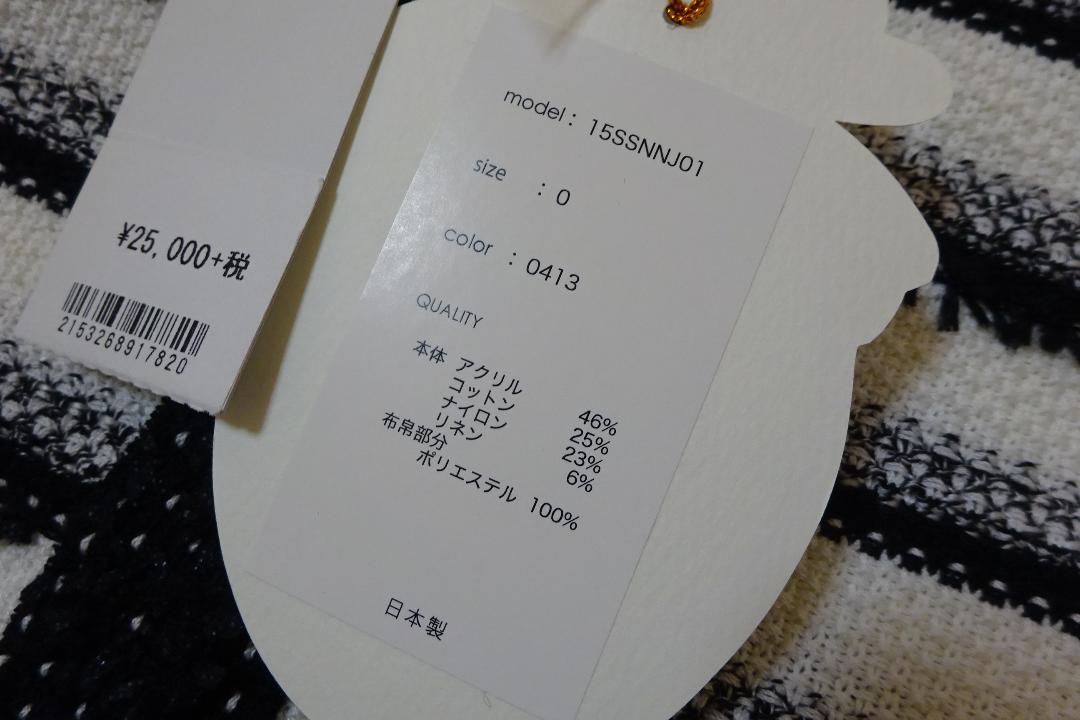 ¥25,000+税
2153268917820
model : 15SSNNJ01
size : 0
color : 0413
QUALITY
本体 アクリル 46%
コットン 25%
ナイロン 23%
リネン 6%
布帛部分
ポリエステル 100%
日本製